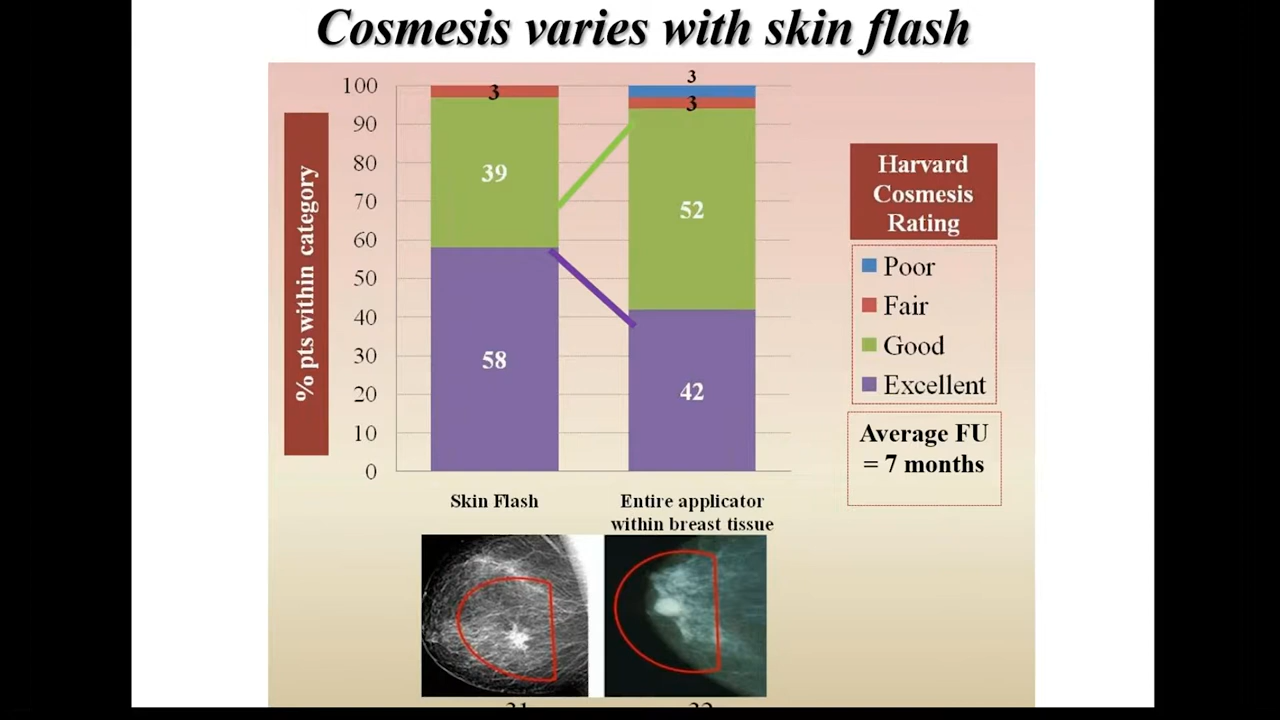 Cosmesis varies with skin flash
% pts within category
100
90
80
70
60
50
40
30
20
10
0
3
39
58
3
3
52
42
Skin Flash
Entire applicator
within breast tissue
Harvard
Cosmesis
Rating
Poor
Fair
Good
Excellent
Average FU
= 7 months